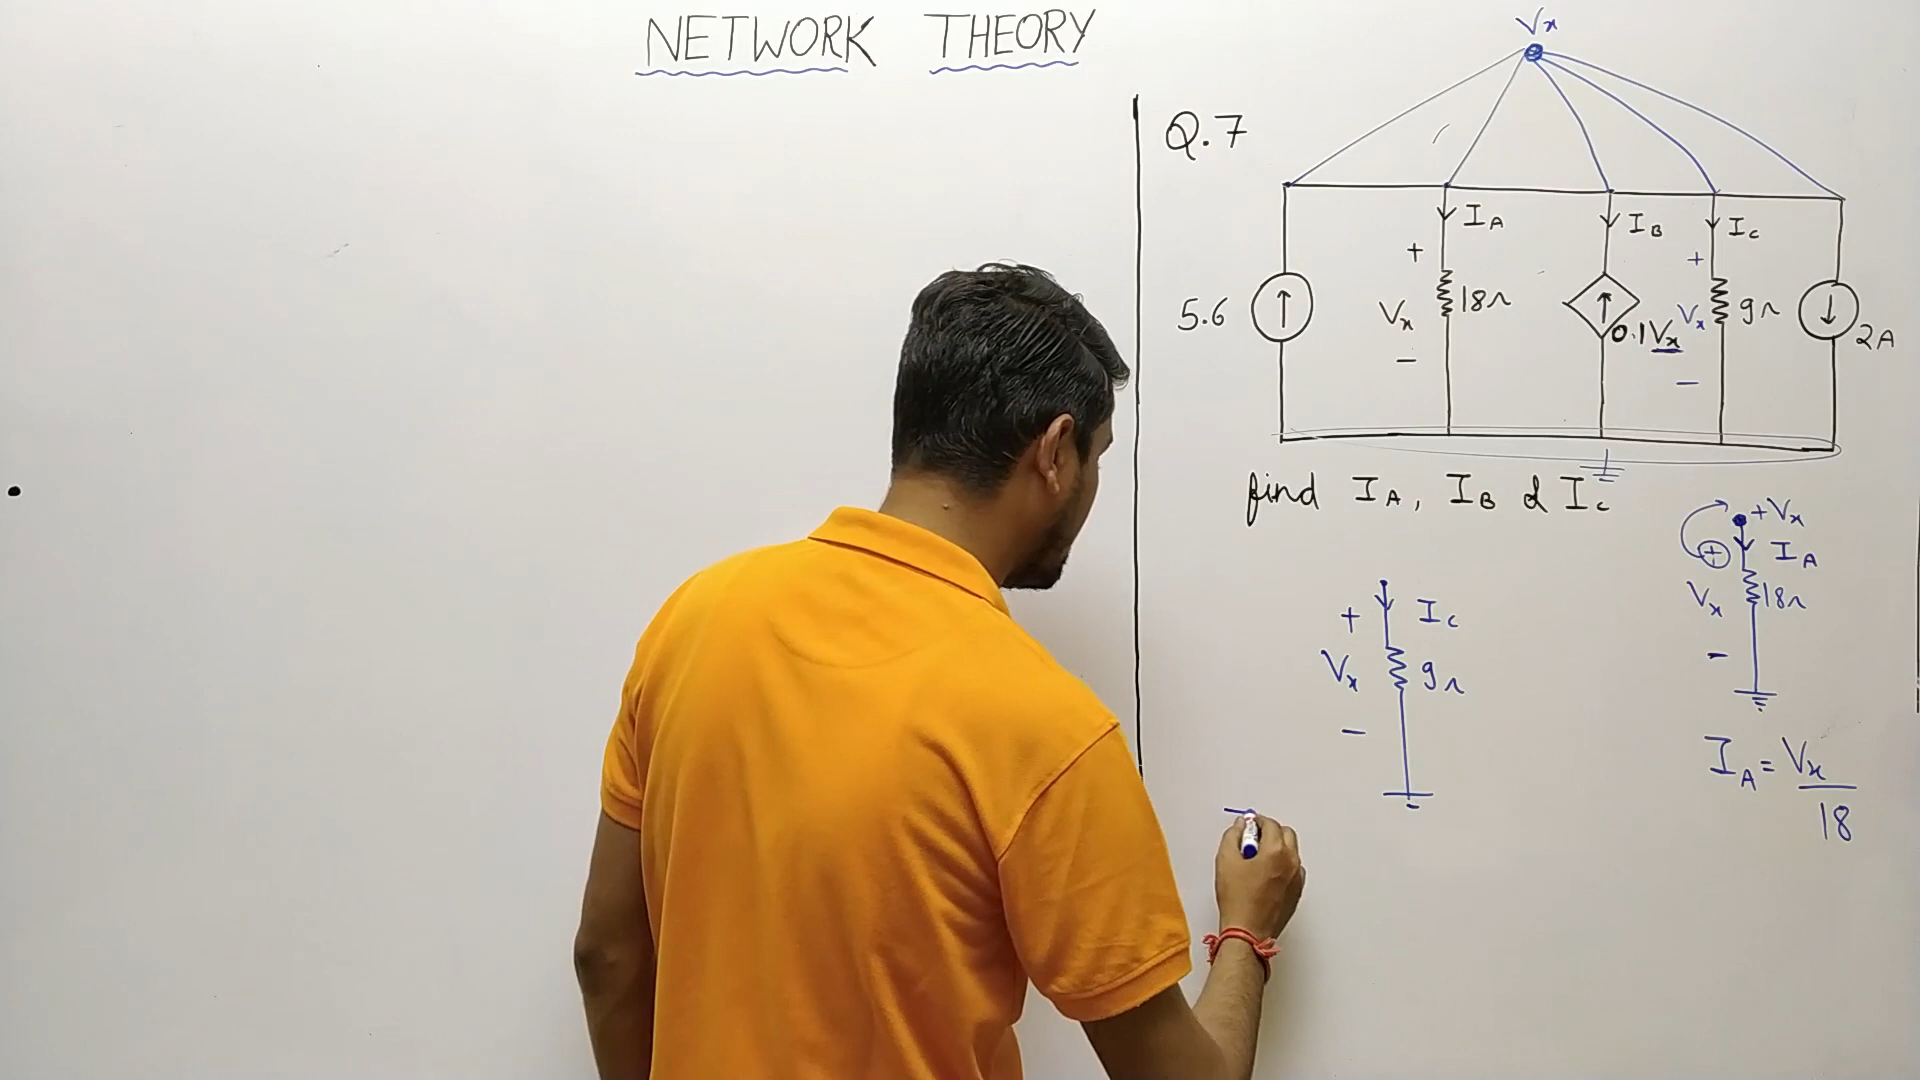 NETWORK THEORY
Vx
Q.7
IA
IB
Ic
+
+
5.6
Vx
18Ω
Vx
9Ω
0.1Vx
2A
-
-
find IA, IB & Ic
+Vx
+
IA
Vx
18Ω
-
+
Ic
Vx
9Ω
-
IA = Vx
18